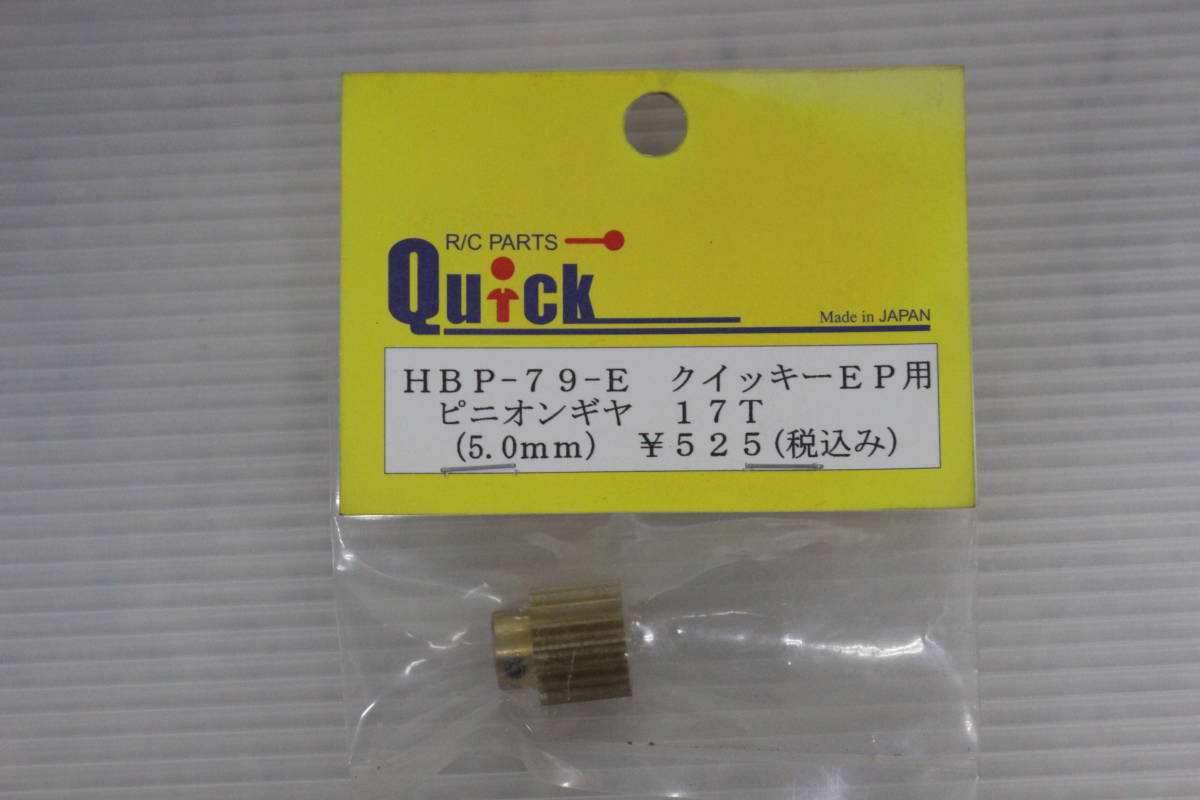 R/C PARTS
Quick
Made in JAPAN
HBP-79-E クイッキーEP用
ピニオンギヤ 17T
(5.0mm) ¥525(税込み)